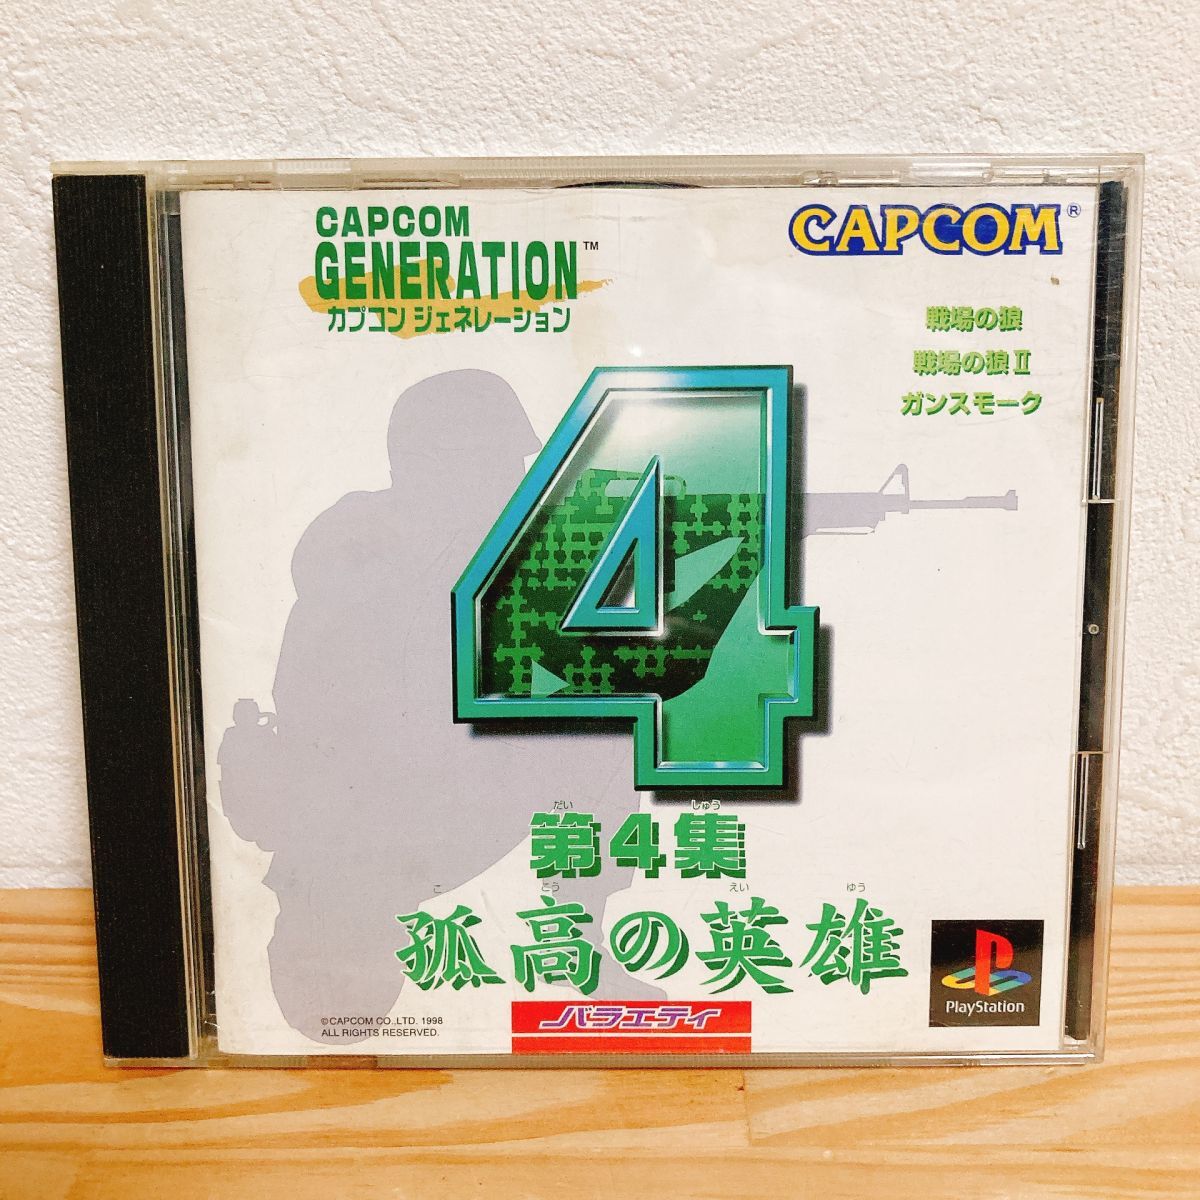 CAPCOM
GENERATION™
カプコン ジェネレーション
CAPCOM®
戦場の狼
戦場の狼Ⅱ
ガンスモーク
4
だい しゅう
第4集
こ こう えい ゆう
孤高の英雄
バラエティ
©CAPCOM CO.,LTD. 1998
ALL RIGHTS RESERVED.
PlayStation